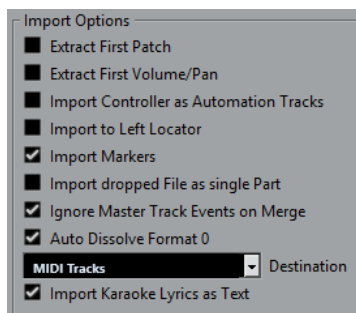 Import Options
Extract First Patch
Extract First Volume/Pan
Import Controller as Automation Tracks
Import to Left Locator
Import Markers
Import dropped File as single Part
Ignore Master Track Events on Merge
Auto Dissolve Format 0
MIDI Tracks Destination
Import Karaoke Lyrics as Text